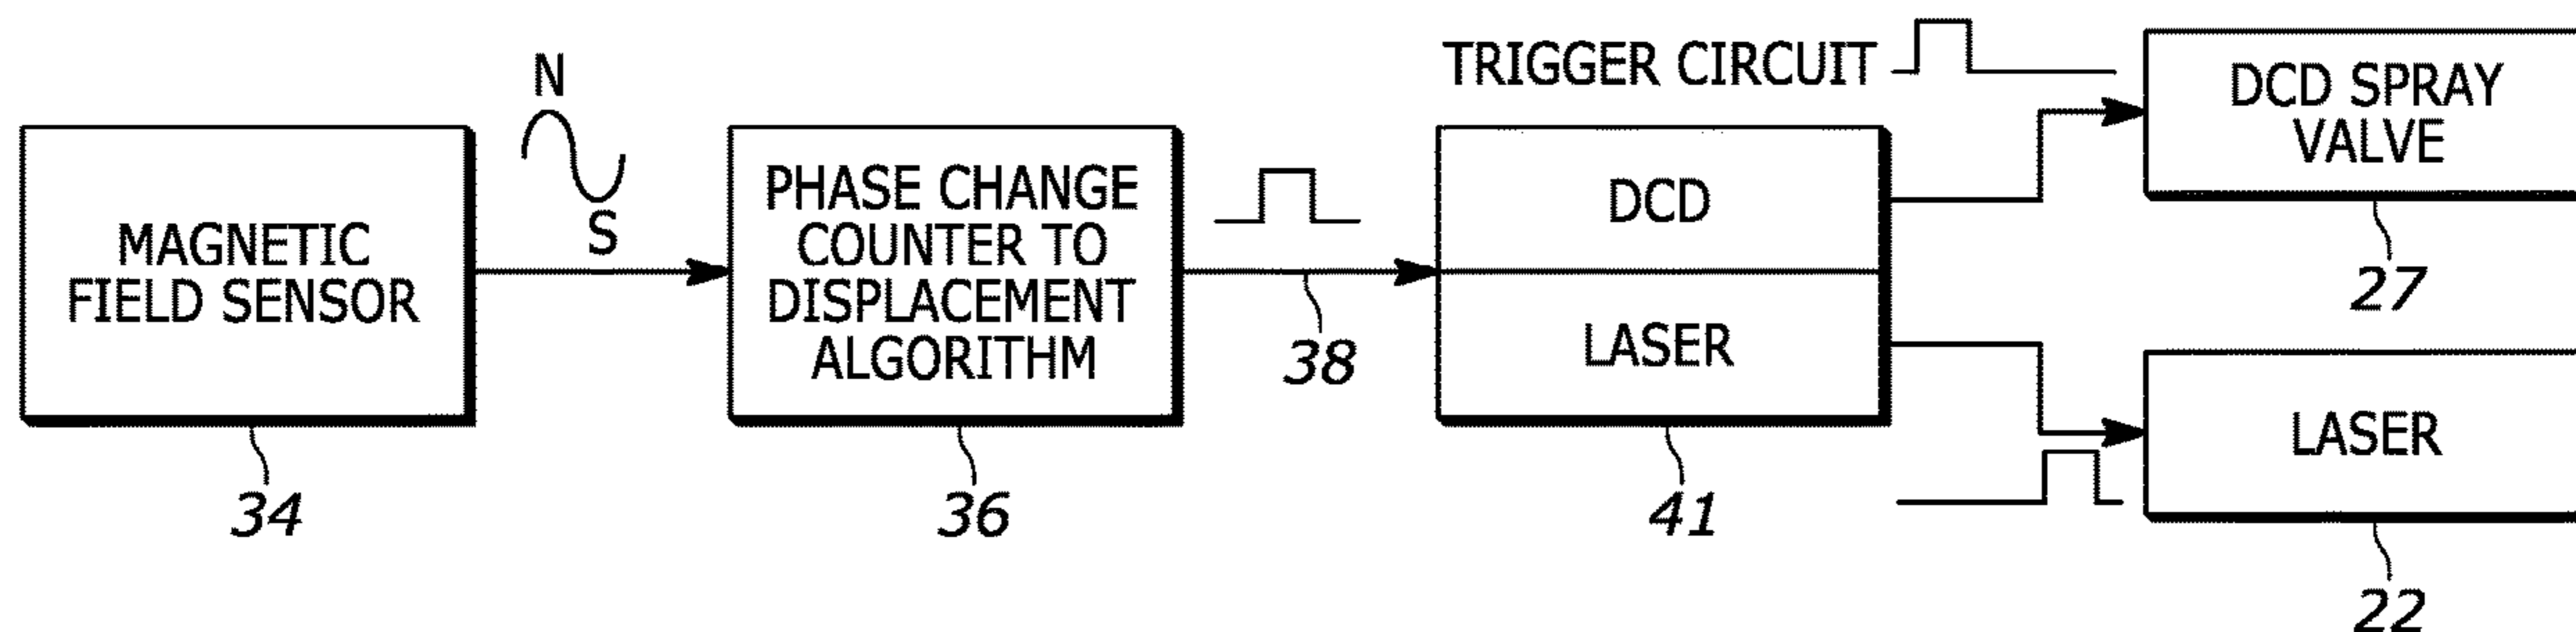 N
S
MAGNETIC
FIELD SENSOR
34
PHASE CHANGE
COUNTER TO
DISPLACEMENT
ALGORITHM
36
38
TRIGGER CIRCUIT
DCD
LASER
41
DCD SPRAY
VALVE
27
LASER
22